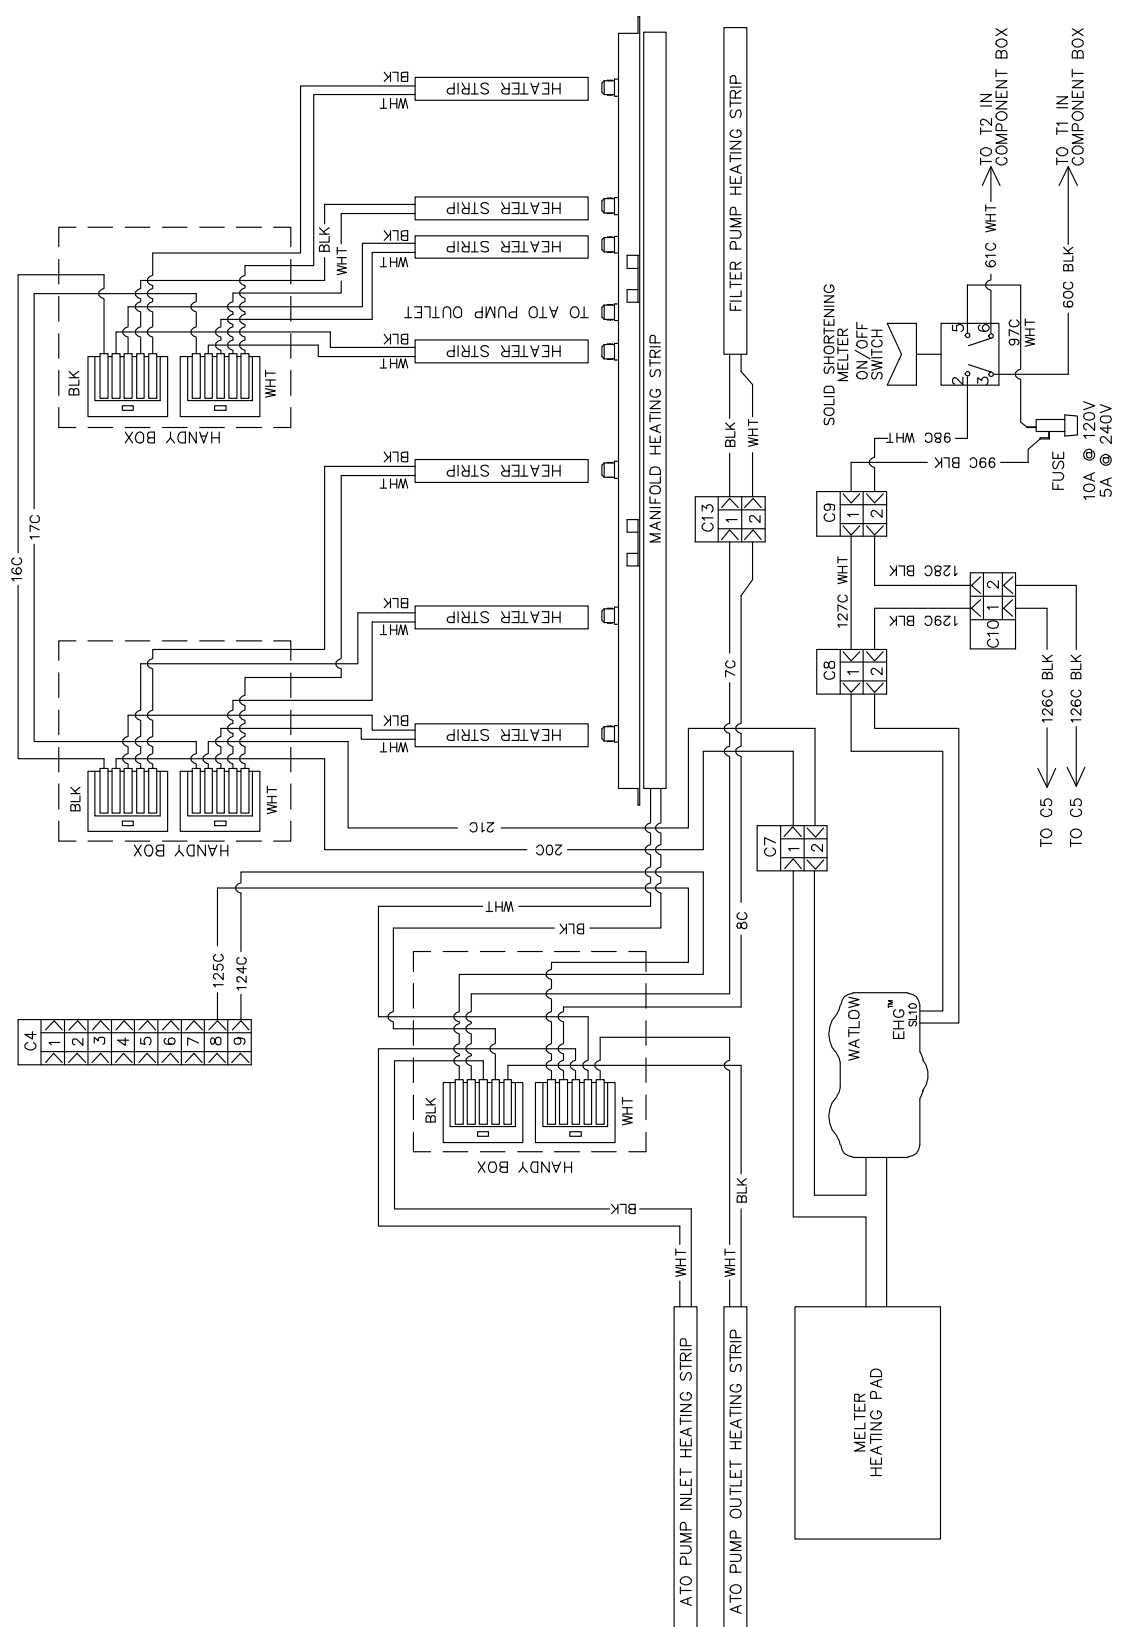 BLK
WHT
HEATER STRIP
HEATER STRIP
BLK
WHT
BLK
WHT
HEATER STRIP
TO ATO PUMP OUTLET
BLK
WHT
HEATER STRIP
BLK
WHT
HANDY BOX
16C
17C
BLK
WHT
HEATER STRIP
BLK
WHT
HEATER STRIP
BLK
WHT
HEATER STRIP
BLK
WHT
HANDY BOX
21C
20C
MANIFOLD HEATING STRIP
FILTER PUMP HEATING STRIP
BLK
WHT
C13
1
2
7C
8C
TO T2 IN
COMPONENT BOX
TO T1 IN
COMPONENT BOX
61C WHT
60C BLK
SOLID SHORTENING
MELTER
ON/OFF
SWITCH
5
6
2
3
97C
WHT
98C WHT
99C BLK
FUSE
10A @ 120V
5A @ 240V
C9
1
2
127C WHT
128C BLK
129C BLK
C10
1
2
C8
1
2
126C BLK
126C BLK
TO C5
TO C5
C7
1
2
WHT
BLK
125C
124C
C4
1
2
3
4
5
6
7
8
9
BLK
WHT
HANDY BOX
WATLOW
EHG™
SL10
BLK
WHT
WHT
BLK
ATO PUMP INLET HEATING STRIP
ATO PUMP OUTLET HEATING STRIP
MELTER
HEATING PAD